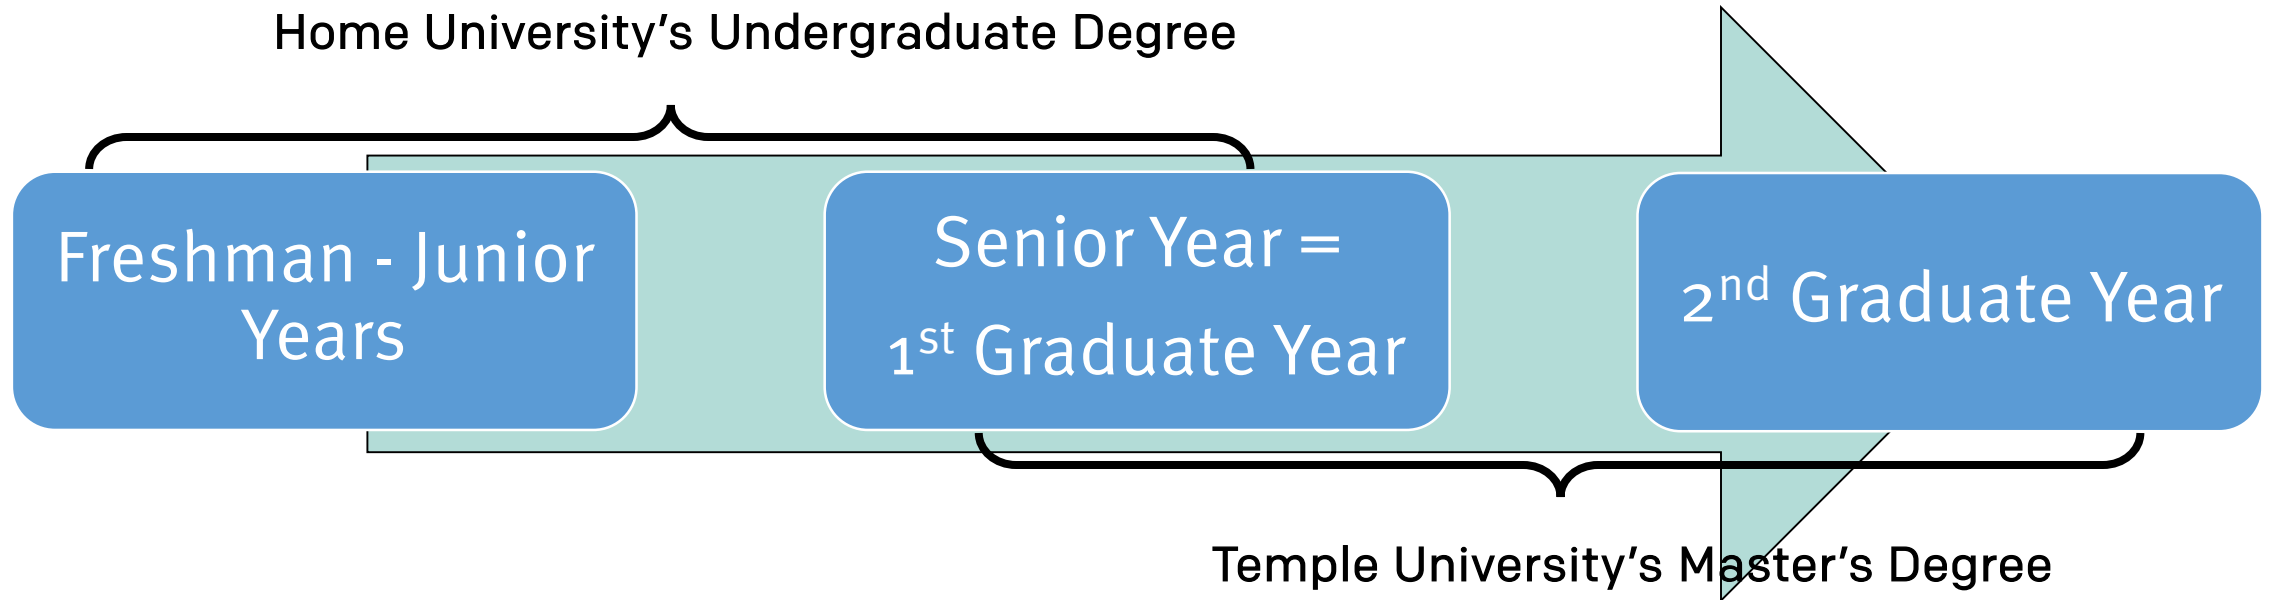 Home University’s Undergraduate Degree
Freshman - Junior
Years
Senior Year =
1st Graduate Year
2nd Graduate Year
Temple University’s Master’s Degree